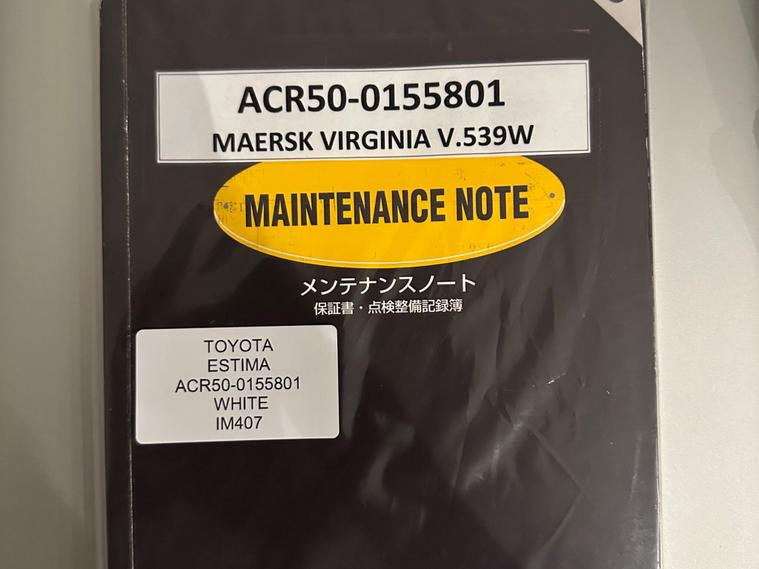 ACR50-0155801
MAERSK VIRGINIA V.539W
MAINTENANCE NOTE
メンテナンスノート
保証書・点検整備記録簿
TOYOTA
ESTIMA
ACR50-0155801
WHITE
IM407